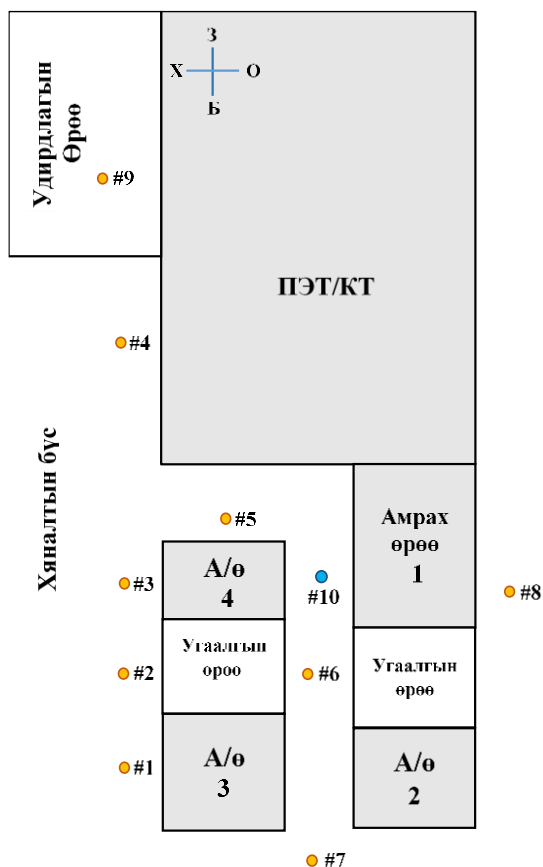 З
Х
О
Б
Удирдлагын
Өрөө
#9
ПЭТ/КТ
#4
Хяналтын бүс
#5
Амрах
өрөө
1
А/ө
4
#3
#10
#8
Угаалгын
өрөө
#2
#6
Угаалгын
өрөө
#1
А/ө
3
А/ө
2
#7